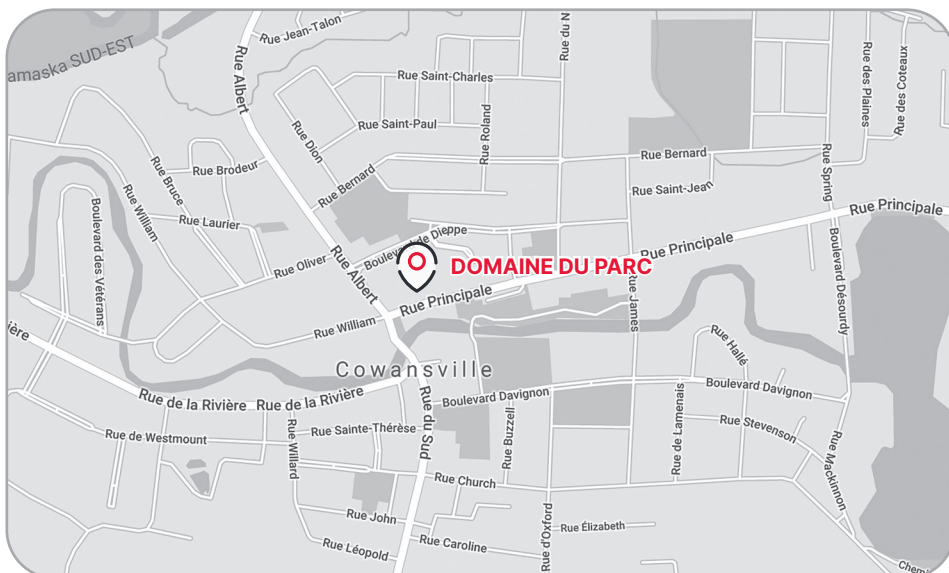 Rue Jean-Talon
Rue du N
amaska SUD-EST
Rue Albert
Rue Saint-Charles
Rue des Plaines
Rue des Coteaux
Rue Saint-Paul
Rue Roland
Rue Dion
Rue Bernard
Rue Bernard
Rue Brodeur
Rue Bruce
Rue Spring
Rue Saint-Jean
Rue William
Rue Laurier
Rue Principale
Boulevard des Vétérans
Boulevard de Dieppe
Rue Principale
Rue Oliver
Rue Albert
DOMAINE DU PARC
Boulevard Désourdy
Rue Principale
Rue James
Rue William
ière
Rue Hallé
Cowansville
Rue de la Rivière
Rue de la Rivière
Boulevard Davignon
Boulevard Davignon
Rue du Sud
Rue de Westmount
Rue Sainte-Thérèse
Rue Willard
Rue Buzzell
Rue de Lamenais
Rue Stevenson
Rue Mackinnon
Rue Church
Rue John
Rue d'Oxford
Rue Élizabeth
Rue Léopold
Rue Caroline
Chem